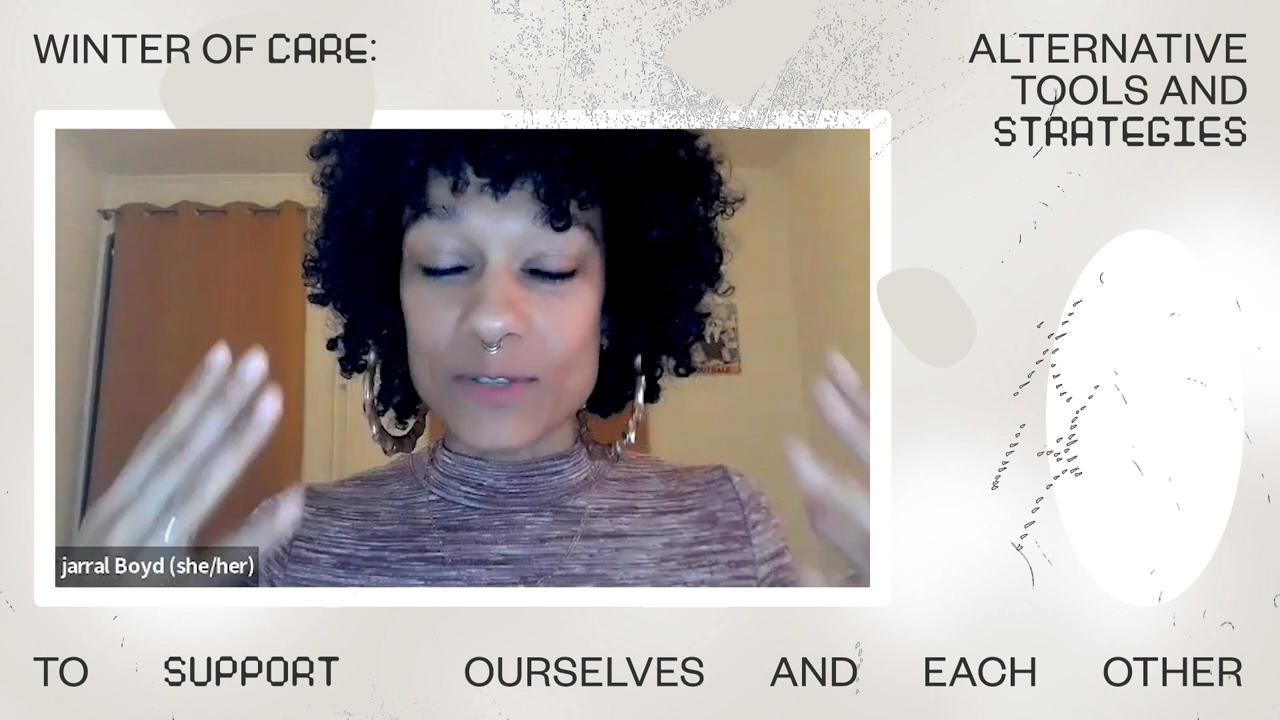 WINTER OF CARE:
ALTERNATIVE
TOOLS AND
STRATEGIES
jarral Boyd (she/her)
TO SUPPORT OURSELVES AND EACH OTHER